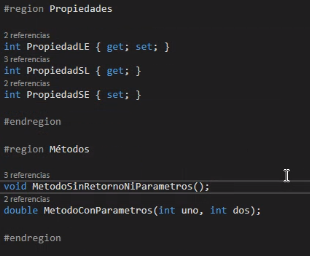 #region Propiedades
2 referencias
int PropiedadLE { get; set; }
3 referencias
int PropiedadSL { get; }
2 referencias
int PropiedadSE { set; }
#endregion
#region Métodos
3 referencias
void MetodoSinRetornoNiParametros();
2 referencias
double MetodoConParametros(int uno, int dos);
#endregion